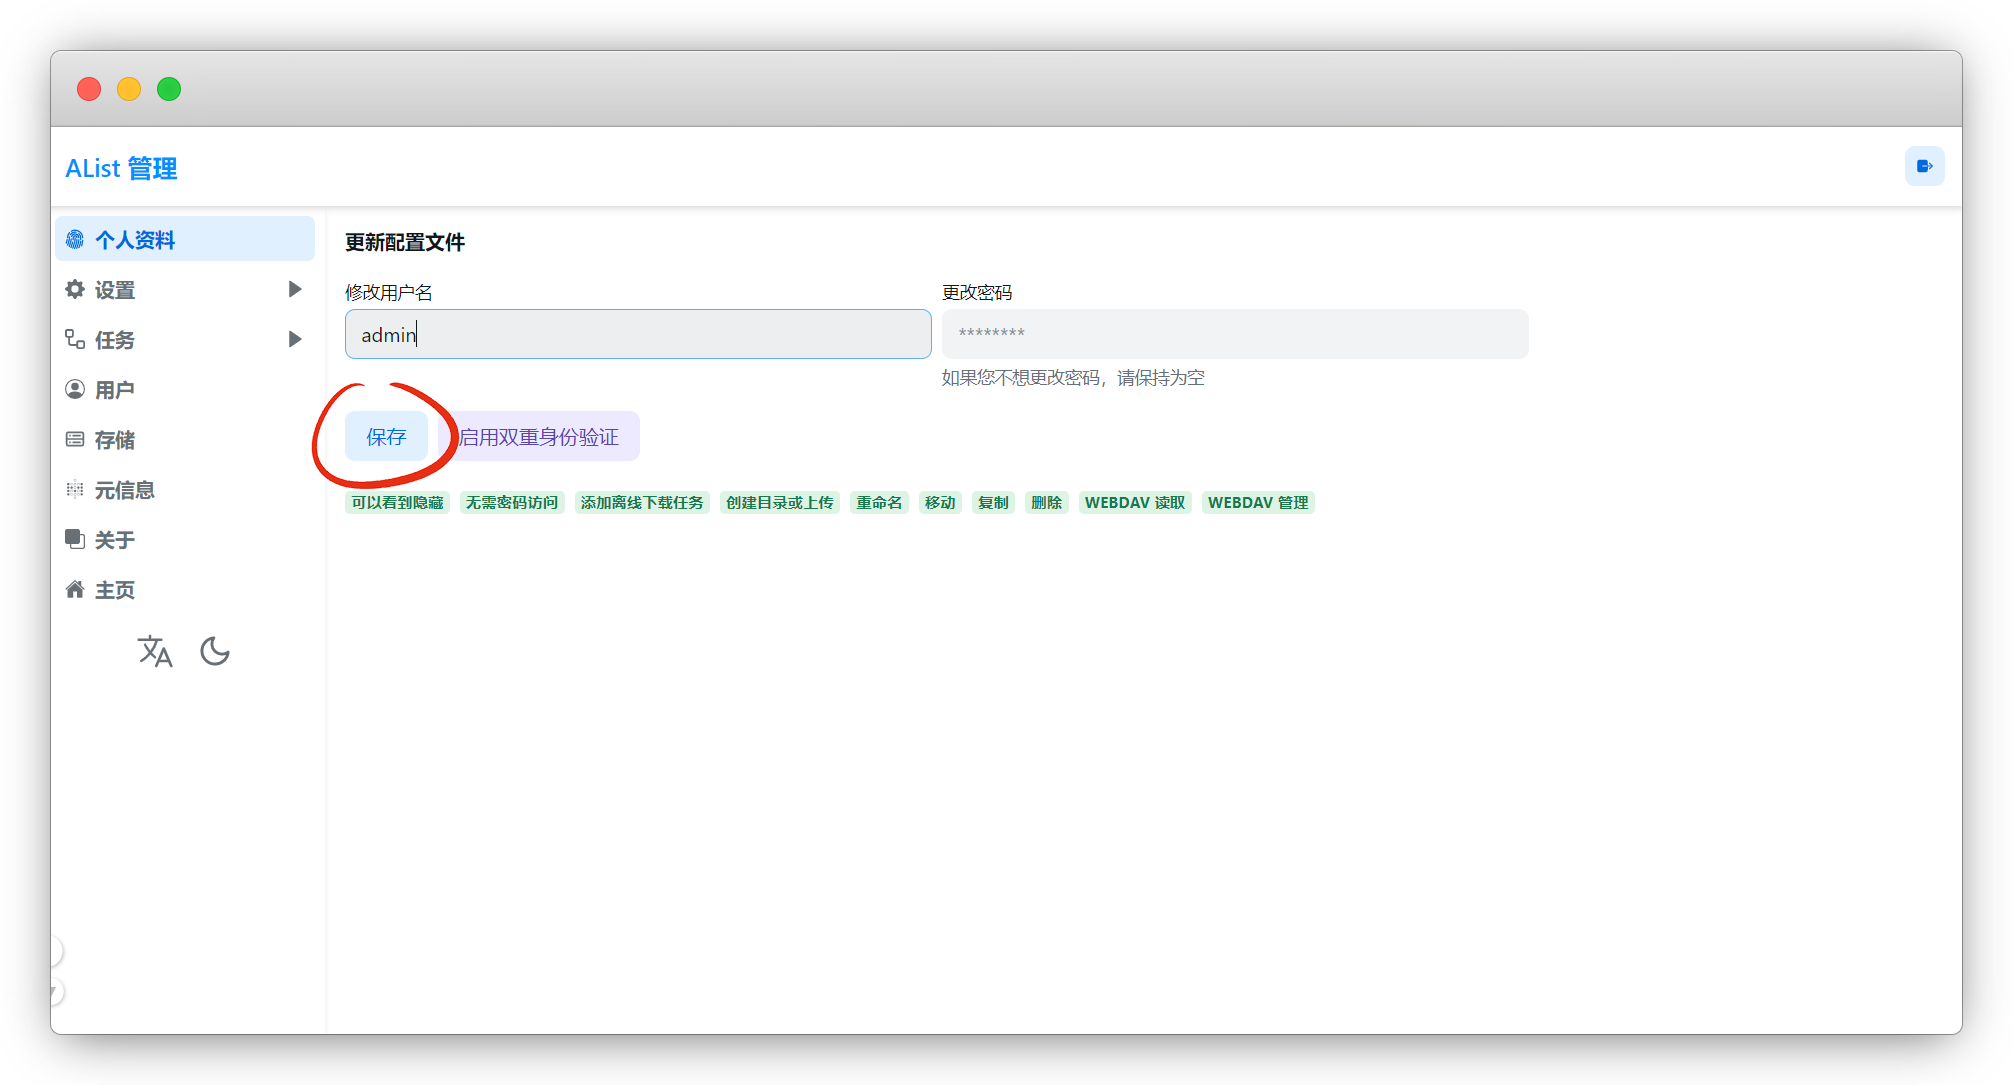 AList 管理
个人资料
设置
任务
用户
存储
元信息
关于
主页
更新配置文件
修改用户名 更改密码
admin ********
如果您不想更改密码，请保持为空
保存 启用双重身份验证
可以看到隐藏 无需密码访问 添加离线下载任务 创建目录或上传 重命名 移动 复制 删除 WEBDAV 读取 WEBDAV 管理